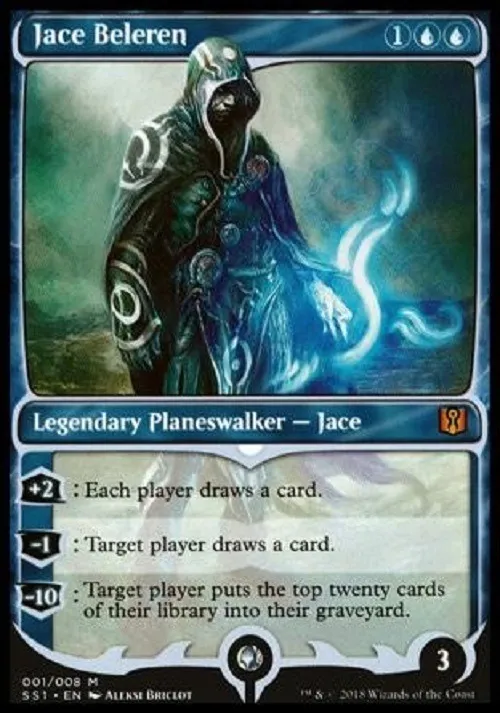 Jace Beleren 1
Legendary Planeswalker — Jace
+2 : Each player draws a card.
-1 : Target player draws a card.
-10 : Target player puts the top twenty cards
of their library into their graveyard.
3
001/008 M
SS1 • EN Aleksi Briclot
™ & © 2018 Wizards of the Coast